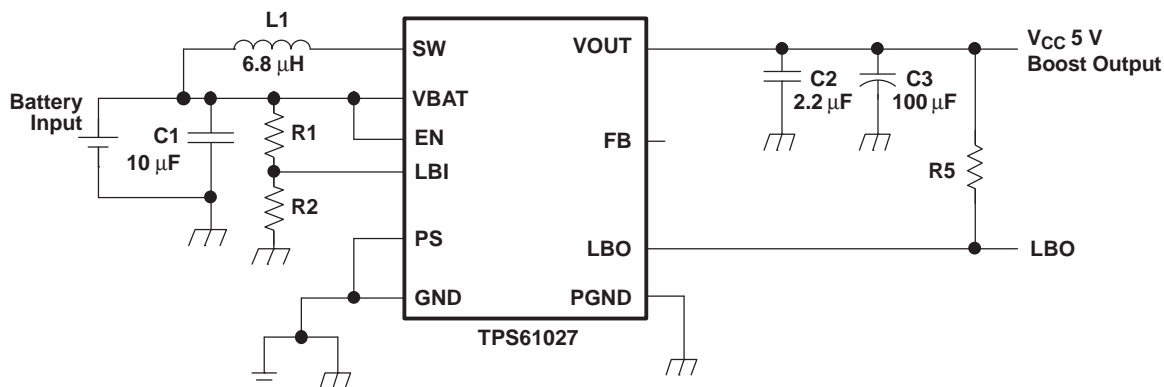 L1
6.8 μH
SW
VOUT
VCC 5 V
Boost Output
C2
2.2 μF
C3
100 μF
Battery
Input
VBAT
C1
10 μF
R1
EN
FB
LBI
R5
R2
PS
LBO
LBO
GND
PGND
TPS61027